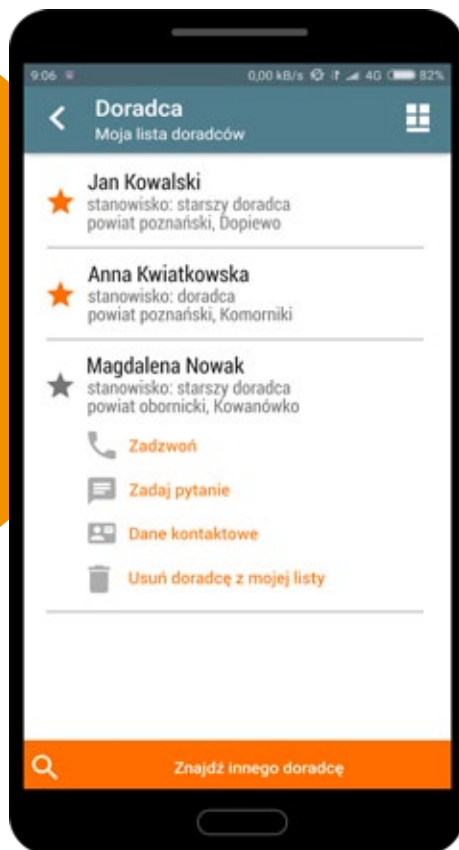 9:06 0,00 kB/s 4G 82%
Doradca
Moja lista doradców
Jan Kowalski
stanowisko: starszy doradca
powiat poznański, Dopiewo
Anna Kwiatkowska
stanowisko: doradca
powiat poznański, Komorniki
Magdalena Nowak
stanowisko: starszy doradca
powiat obornicki, Kowanówko
Zadzwoń
Zadaj pytanie
Dane kontaktowe
Usuń doradcę z mojej listy
Znajdź innego doradcę